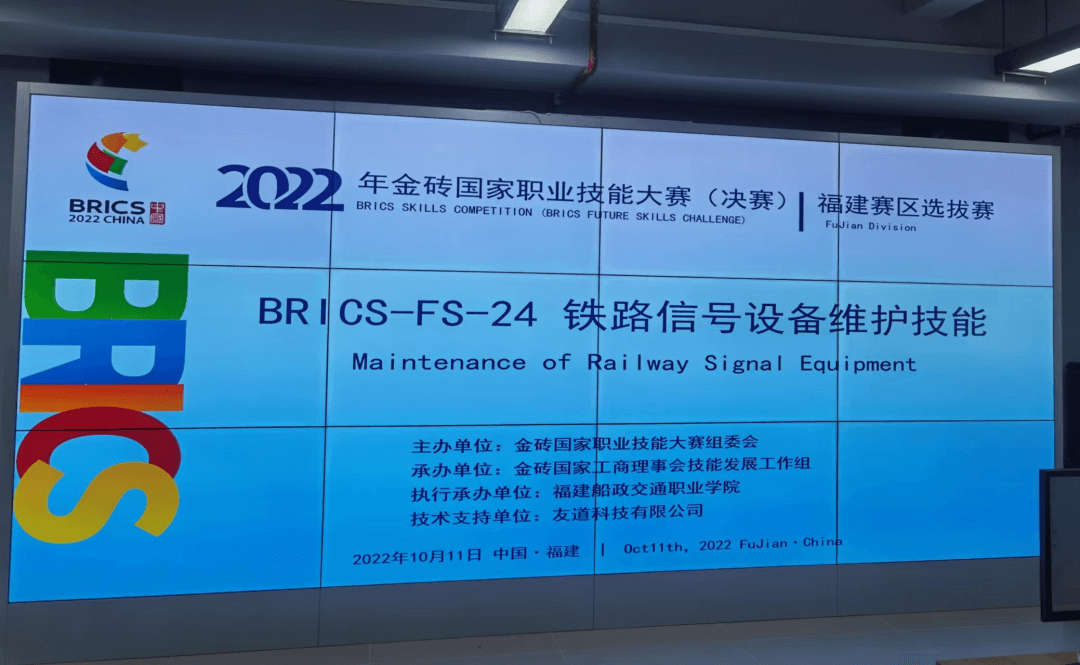 BRICS
2022 CHINA
中国
2022 年金砖国家职业技能大赛（决赛）
BRICS SKILLS COMPETITION (BRICS FUTURE SKILLS CHALLENGE)
福建赛区选拔赛
FuJian Division
BRICS
BRICS-FS-24 铁路信号设备维护技能
Maintenance of Railway Signal Equipment
主办单位：金砖国家职业技能大赛组委会
承办单位：金砖国家工商理事会技能发展工作组
执行承办单位：福建船政交通职业学院
技术支持单位：友道科技有限公司
2022年10月11日 中国·福建 | Oct11th, 2022 FuJian·China